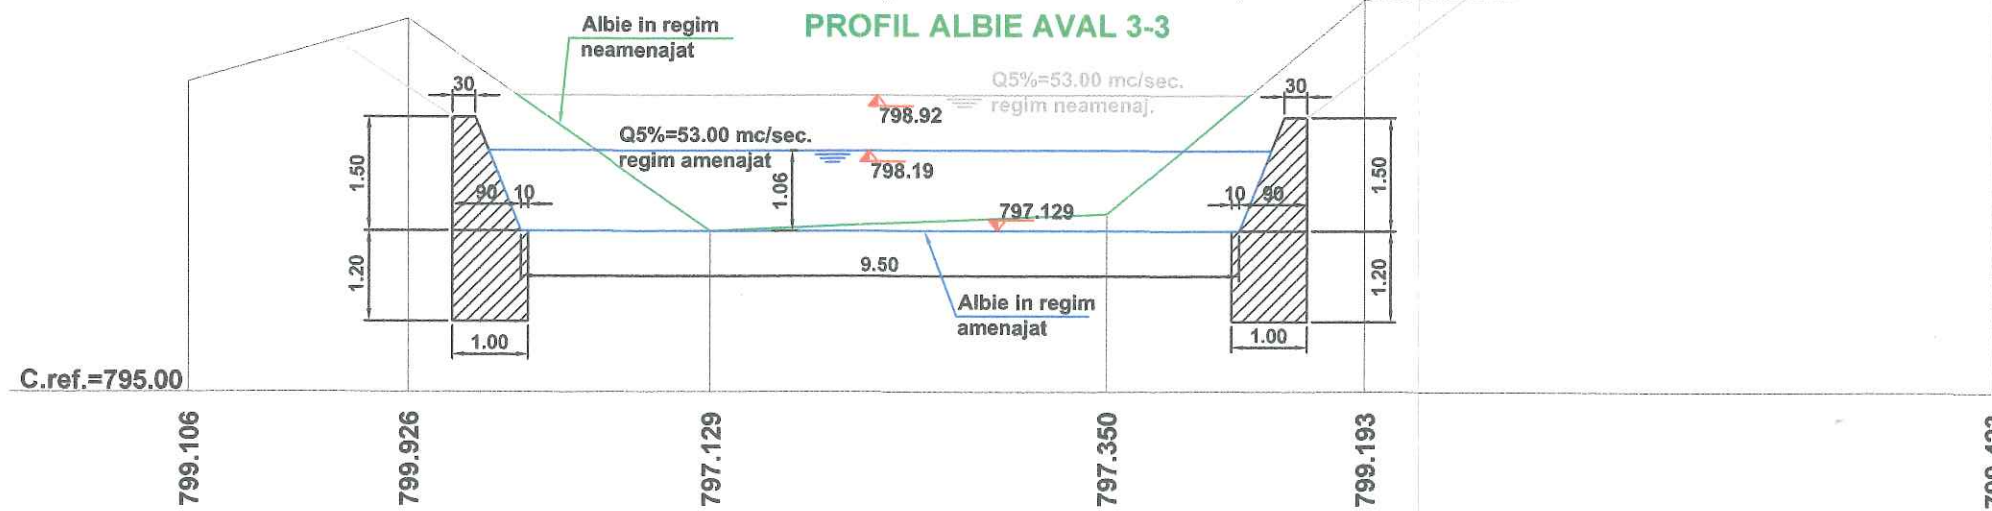 PROFIL ALBIE AVAL 3-3
Albie in regim
neamenajat
Q5%=53.00 mc/sec.
regim neamenaj.
798.92
30
30
Q5%=53.00 mc/sec.
regim amenajat
798.19
1.50
1.06
1.50
90
10
797.129
10
90
1.20
9.50
1.20
Albie in regim
amenajat
1.00
1.00
C.ref.=795.00
799.106
799.926
797.129
797.350
799.193